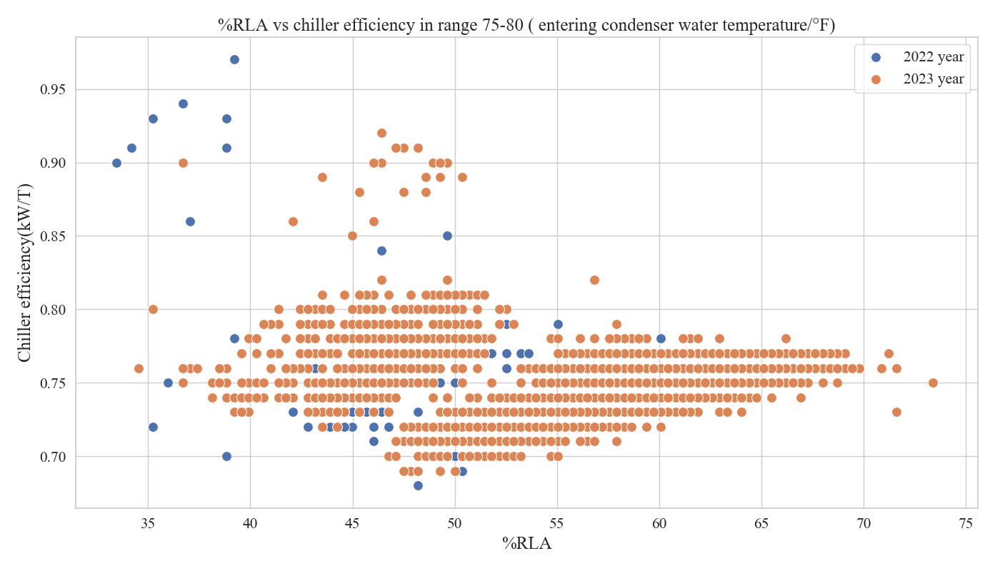 %RLA vs chiller efficiency in range 75-80 ( entering condenser water temperature/°F)
2022 year
2023 year
Chiller efficiency(kW/T)
0.95
0.90
0.85
0.80
0.75
0.70
35 40 45 50 55 60 65 70 75
%RLA